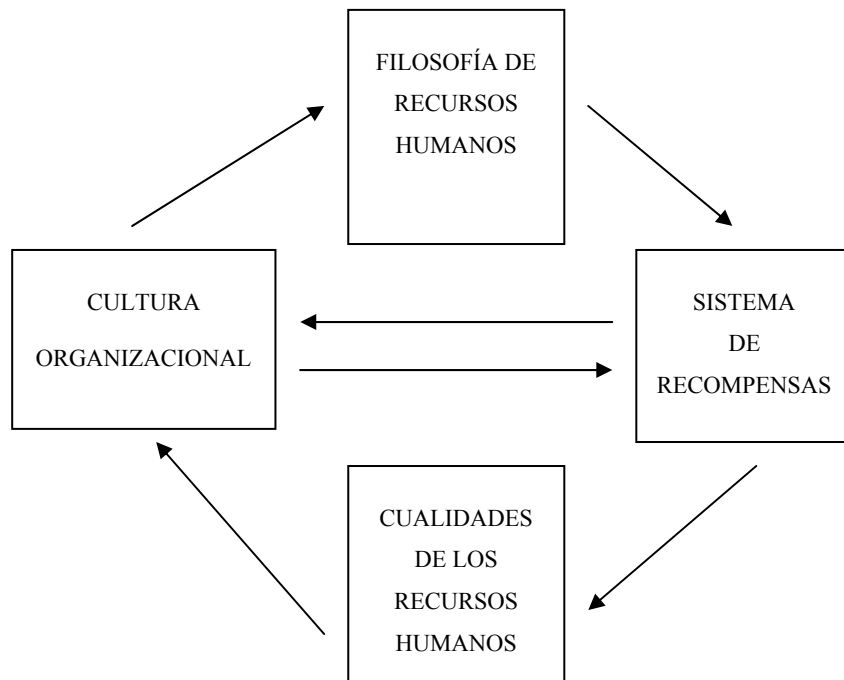 FILOSOFÍA DE
RECURSOS
HUMANOS
CULTURA
ORGANIZACIONAL
SISTEMA
DE
RECOMPENSAS
CUALIDADES
DE LOS
RECURSOS
HUMANOS